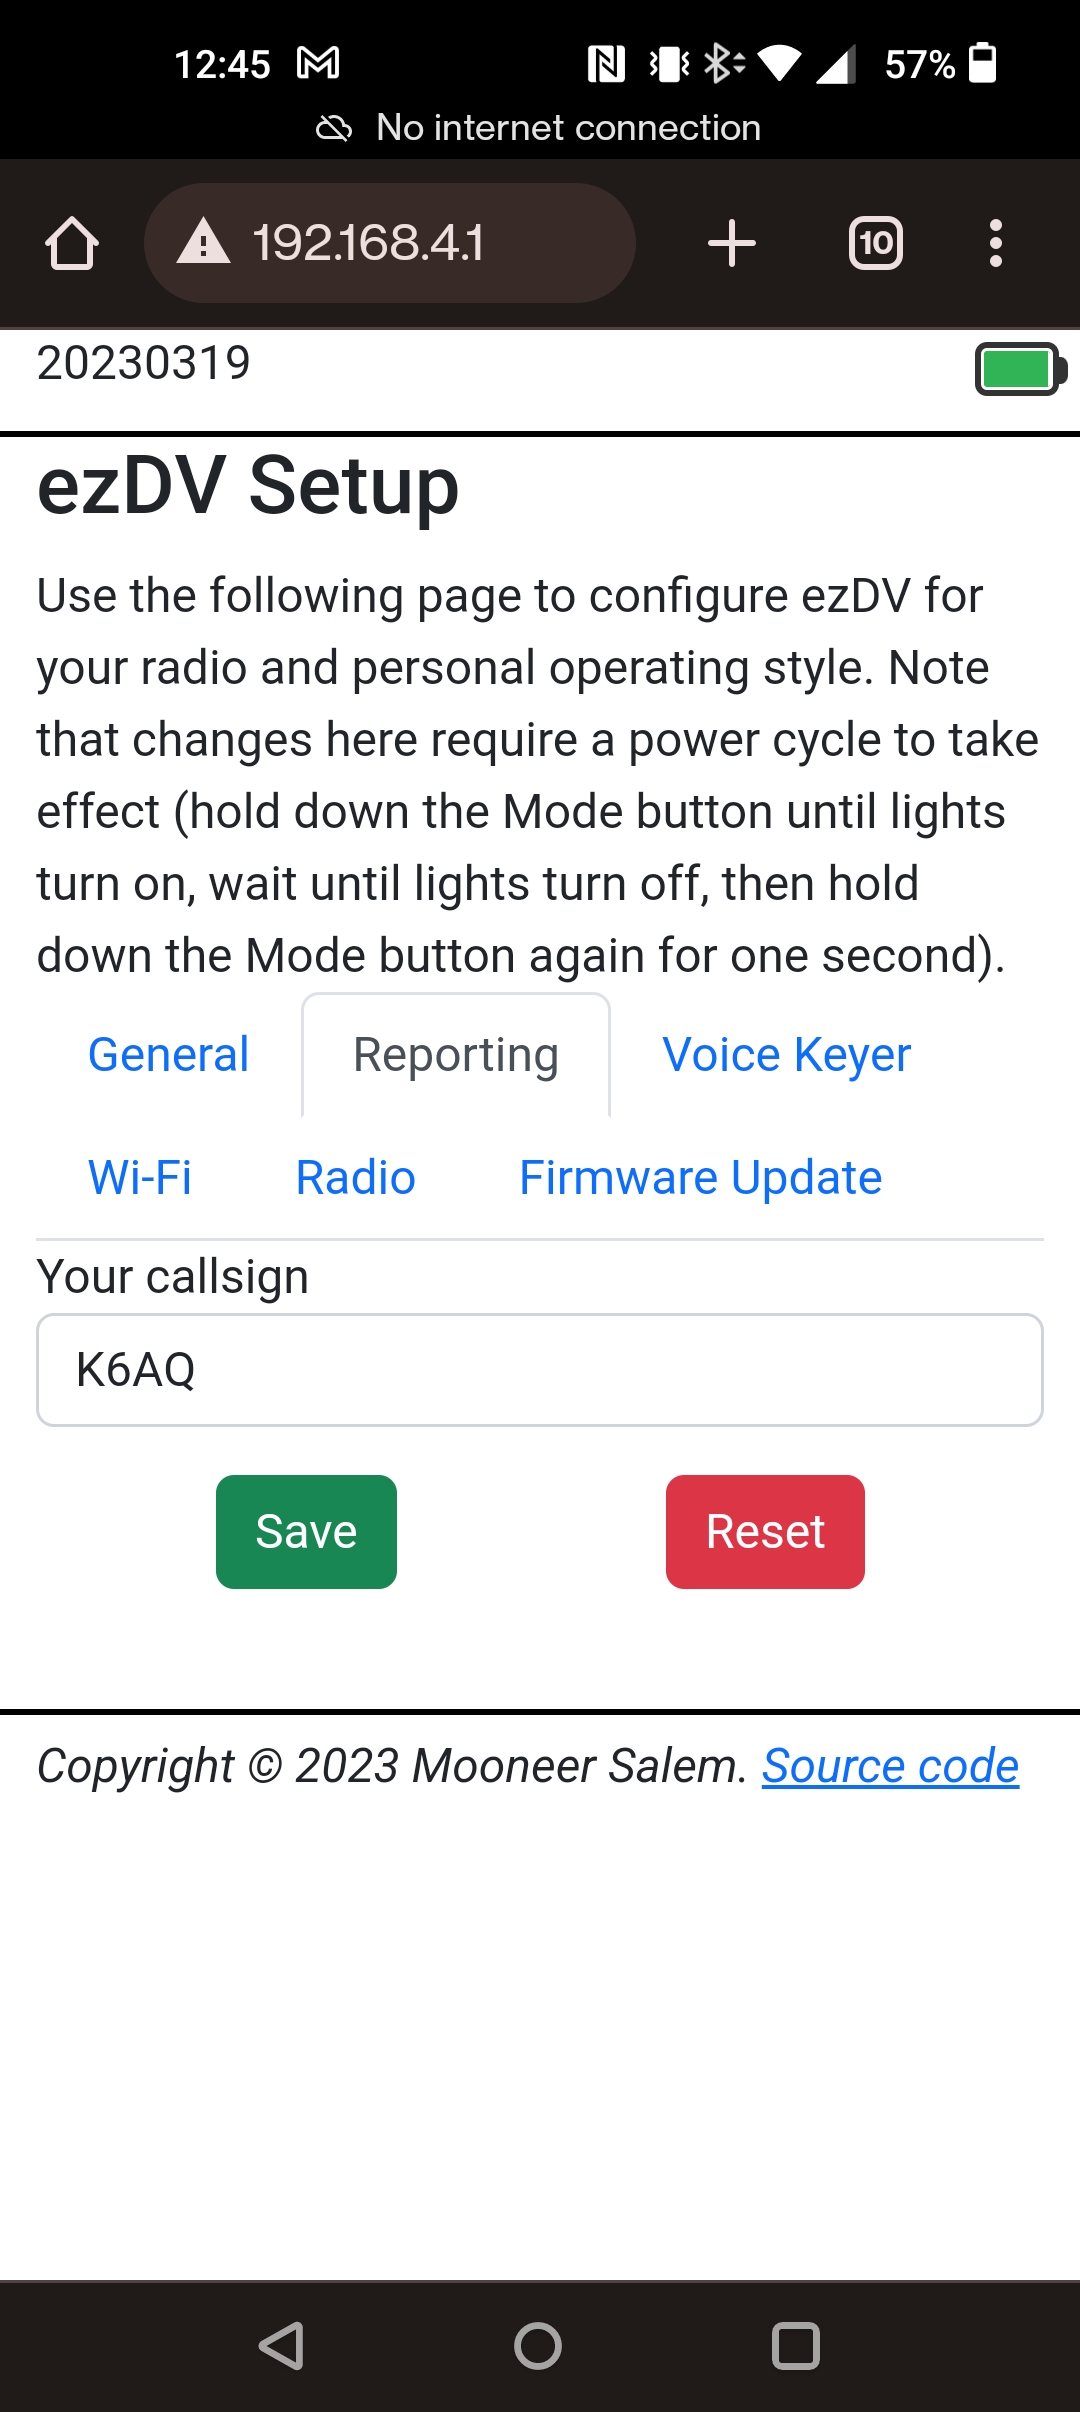 12:45 57%
No internet connection
192.168.4.1 10
20230319
ezDV Setup
Use the following page to configure ezDV for
your radio and personal operating style. Note
that changes here require a power cycle to take
effect (hold down the Mode button until lights
turn on, wait until lights turn off, then hold
down the Mode button again for one second).
General Reporting Voice Keyer
Wi-Fi Radio Firmware Update
Your callsign
K6AQ
Save Reset
Copyright © 2023 Mooneer Salem. Source code